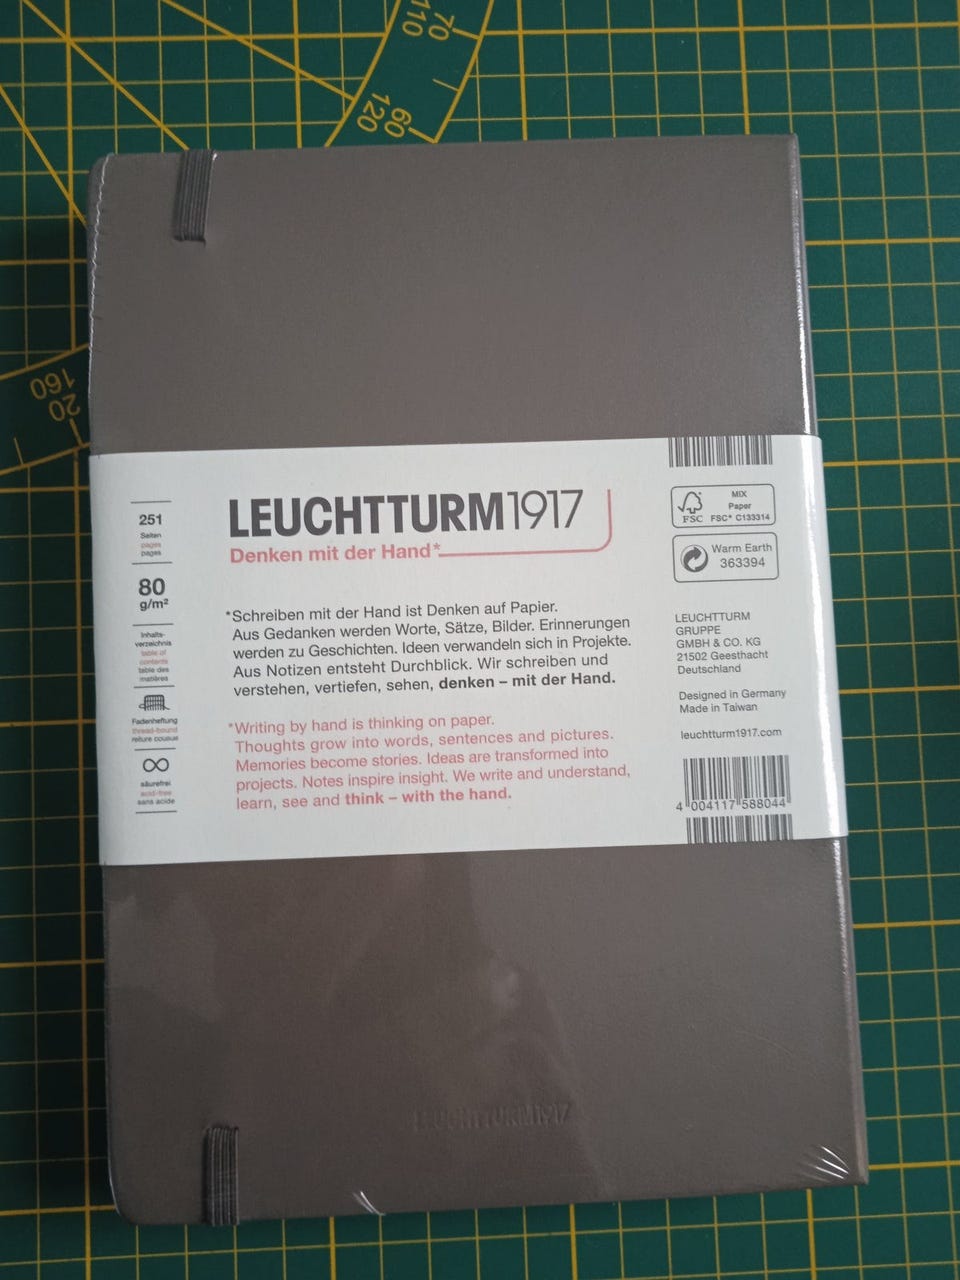 110
70
120
60
160
20
251
Seiten
pages
pages
80
g/m²
Inhalts-
verzeichnis
table of
contents
table des
matières
Fadenheftung
thread-bound
reliure cousue
säurefrei
acid-free
sans acide
LEUCHTTURM1917
Denken mit der Hand*
*Schreiben mit der Hand ist Denken auf Papier.
Aus Gedanken werden Worte, Sätze, Bilder. Erinnerungen
werden zu Geschichten. Ideen verwandeln sich in Projekte.
Aus Notizen entsteht Durchblick. Wir schreiben und
verstehen, vertiefen, sehen, denken – mit der Hand.
*Writing by hand is thinking on paper.
Thoughts grow into words, sentences and pictures.
Memories become stories. Ideas are transformed into
projects. Notes inspire insight. We write and understand,
learn, see and think – with the hand.
FSC
MIX
Paper
FSC® C133314
Warm Earth
363394
LEUCHTTURM
GRUPPE
GMBH & CO. KG
21502 Geesthacht
Deutschland
Designed in Germany
Made in Taiwan
leuchtturm1917.com
4 004117 588044
LEUCHTTURM1917